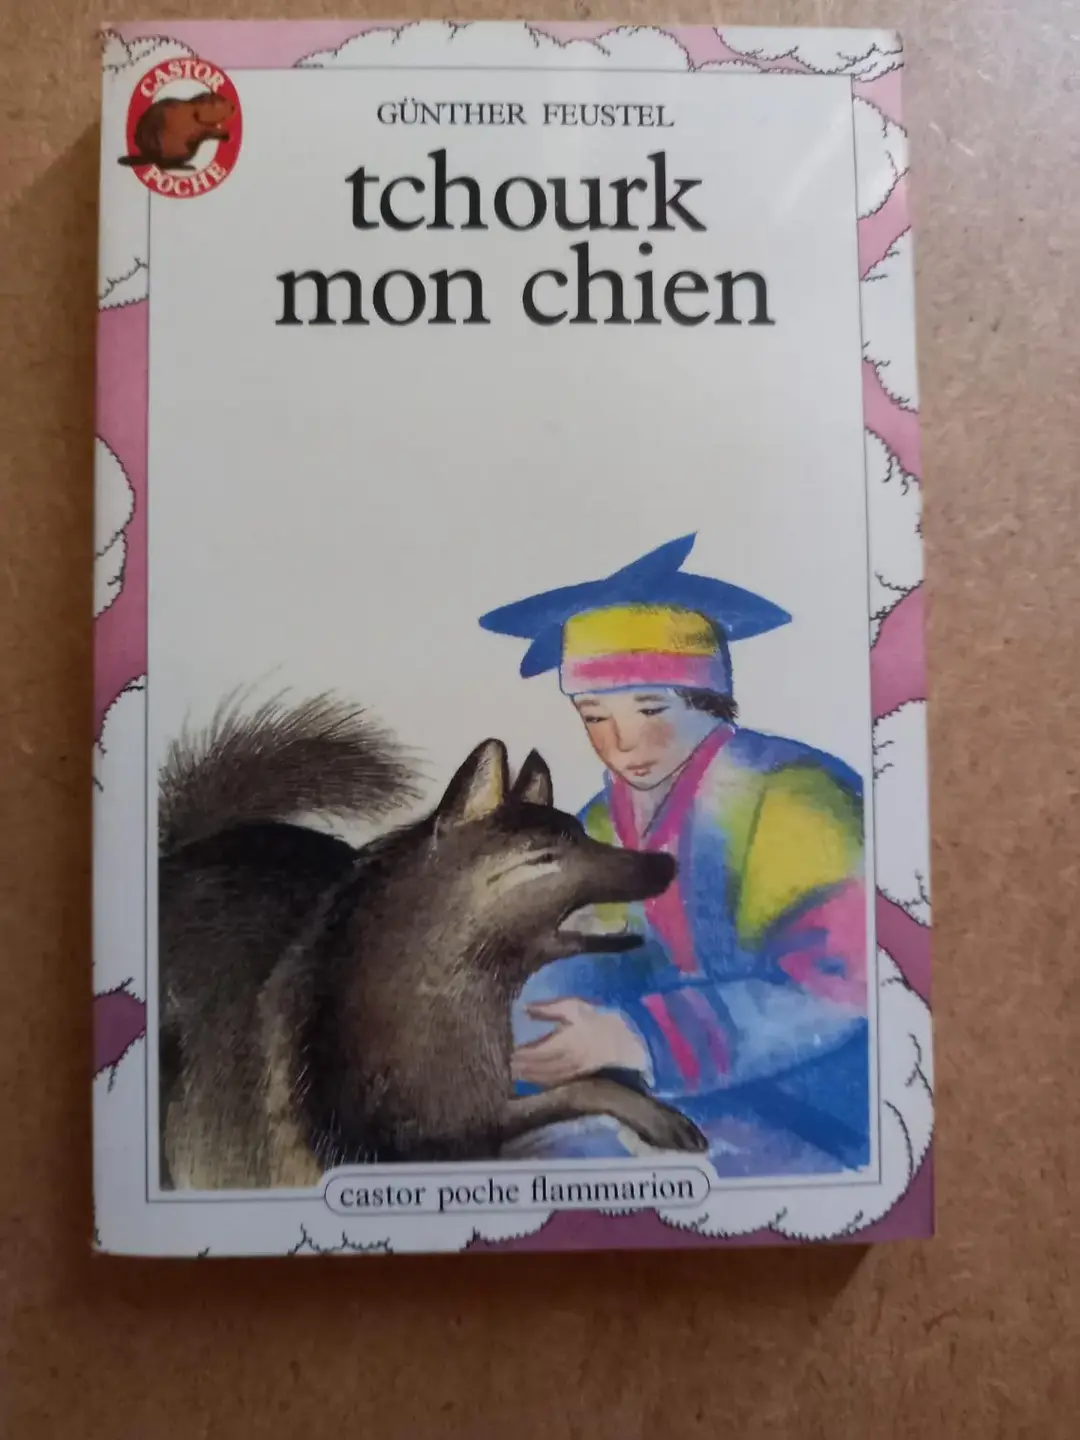 CASTOR
POCHE
GÜNTHER FEUSTEL
tchourk
mon chien
castor poche flammarion